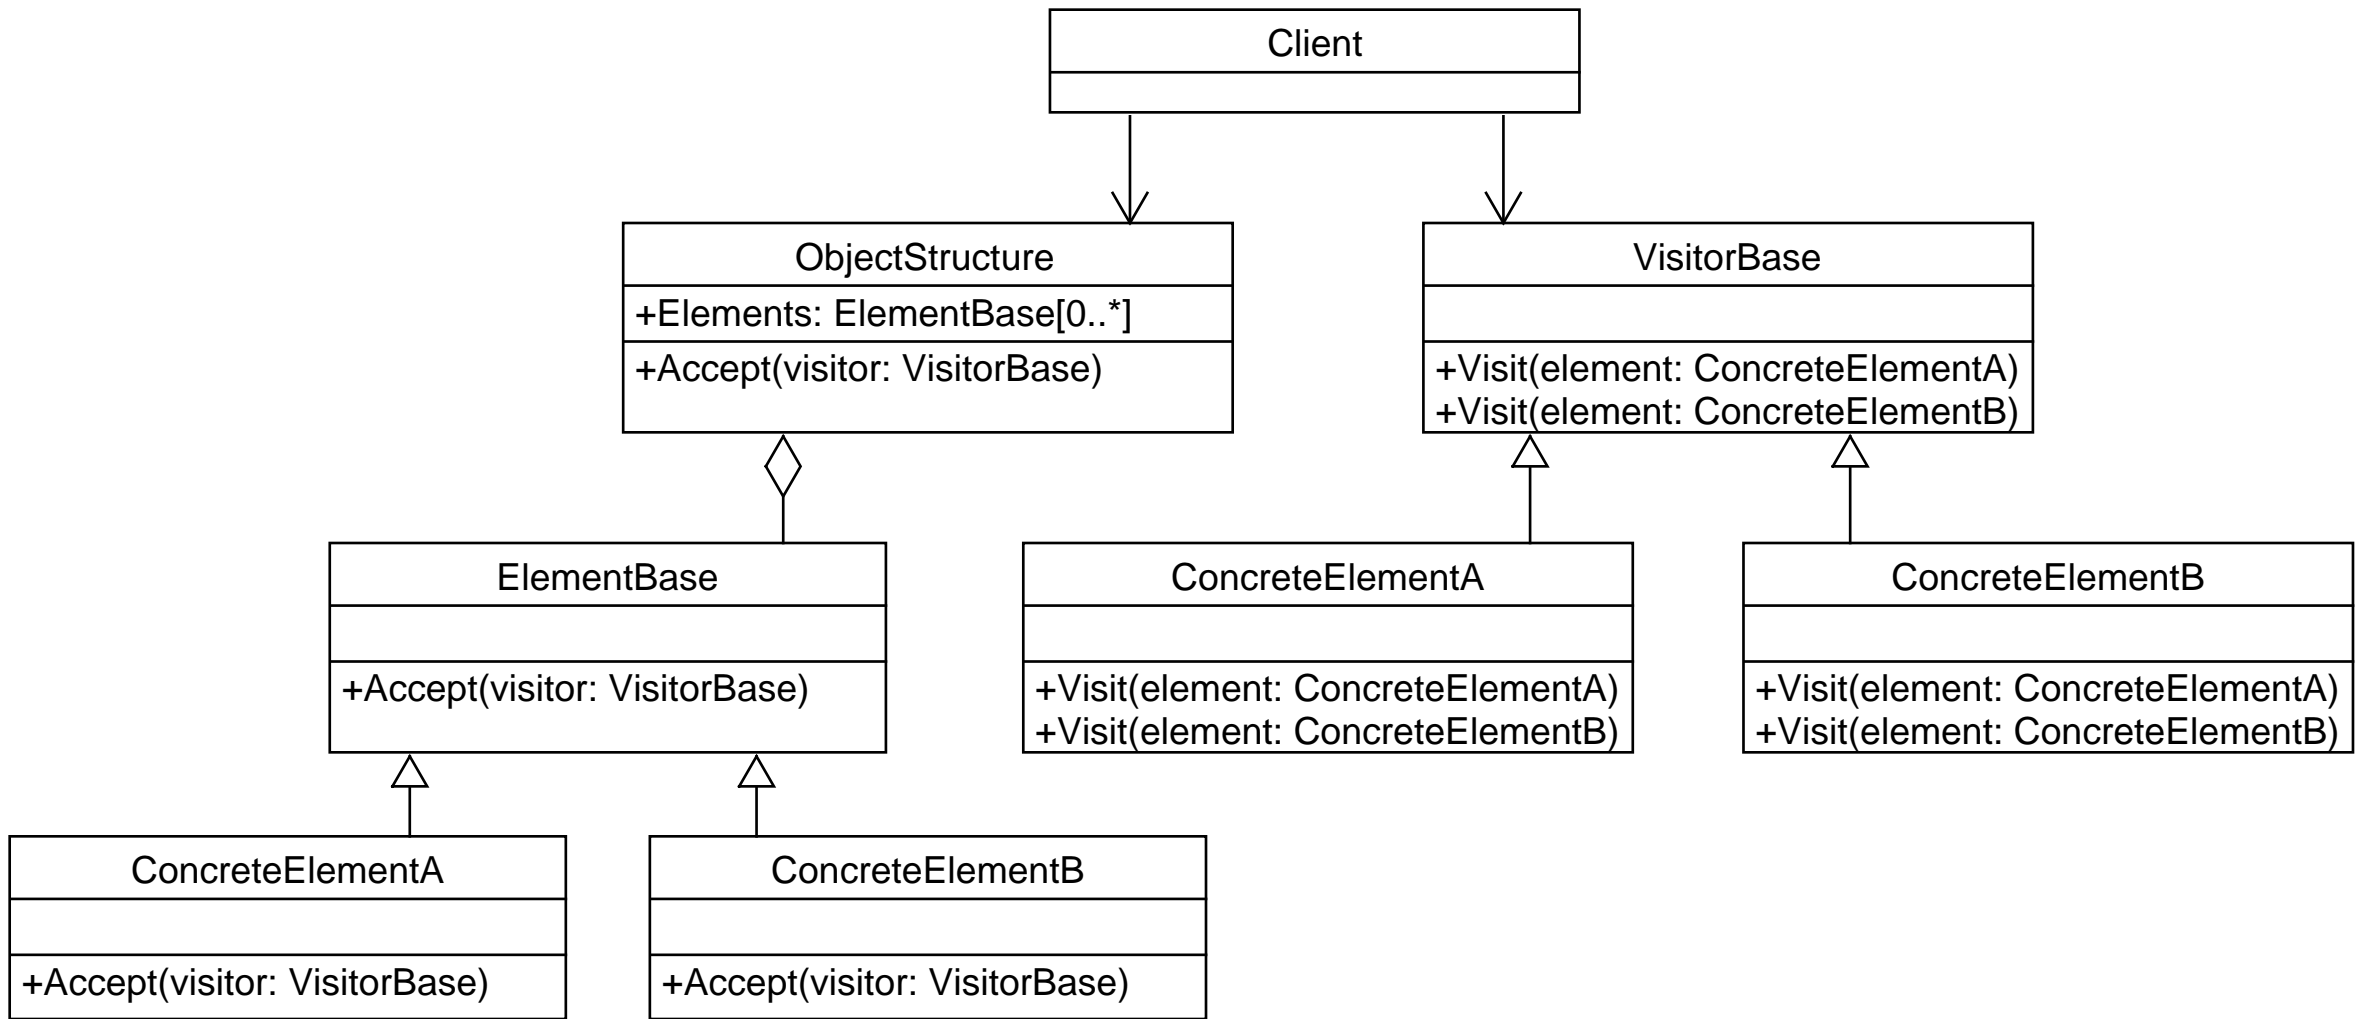 Client
ObjectStructure
+Elements: ElementBase[0..*]
+Accept(visitor: VisitorBase)
VisitorBase
+Visit(element: ConcreteElementA)
+Visit(element: ConcreteElementB)
ElementBase
+Accept(visitor: VisitorBase)
ConcreteElementA
+Visit(element: ConcreteElementA)
+Visit(element: ConcreteElementB)
ConcreteElementB
+Visit(element: ConcreteElementA)
+Visit(element: ConcreteElementB)
ConcreteElementA
+Accept(visitor: VisitorBase)
ConcreteElementB
+Accept(visitor: VisitorBase)